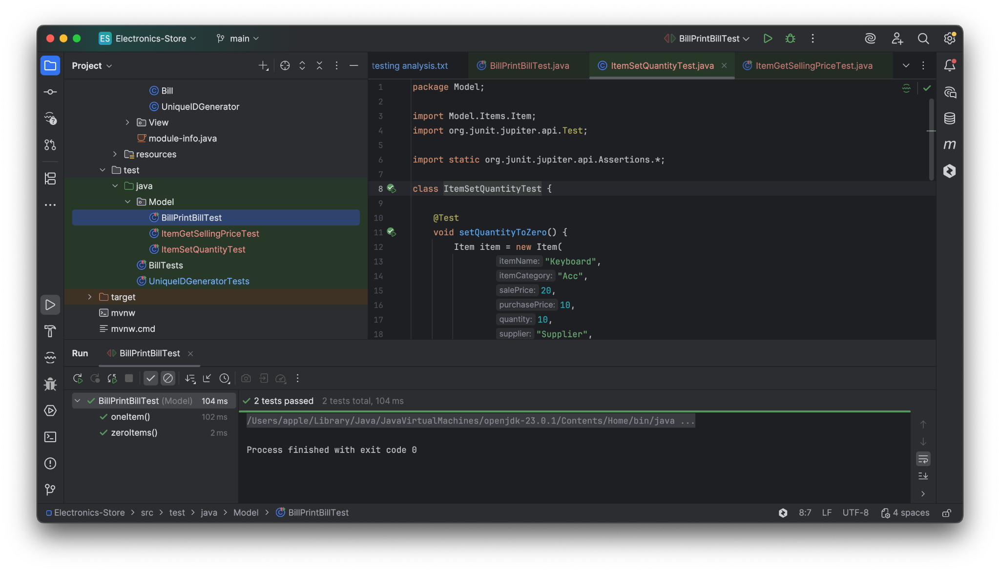 ES Electronics-Store main BillPrintBillTest
Project
testing analysis.txt BillPrintBillTest.java ItemSetQuantityTest.java ItemGetSellingPriceTest.java
Bill
UniqueIDGenerator
View
module-info.java
resources
test
java
Model
BillPrintBillTest
ItemGetSellingPriceTest
ItemSetQuantityTest
BillTests
UniqueIDGeneratorTests
target
mvnw
mvnw.cmd
1 package Model;
2
3 import Model.Items.Item;
4 import org.junit.jupiter.api.Test;
5
6 import static org.junit.jupiter.api.Assertions.*;
7
8 class ItemSetQuantityTest {
9
10 @Test
11 void setQuantityToZero() {
12 Item item = new Item(
13 itemName: "Keyboard",
14 itemCategory: "Acc",
15 salePrice: 20,
16 purchasePrice: 10,
17 quantity: 10,
18 supplier: "Supplier",
m
Run BillPrintBillTest
BillPrintBillTest (Model) 104 ms
oneItem() 102 ms
zeroItems() 2 ms
2 tests passed 2 tests total, 104 ms
/Users/apple/Library/Java/JavaVirtualMachines/openjdk-23.0.1/Contents/Home/bin/java ...
Process finished with exit code 0
Electronics-Store > src > test > java > Model > BillPrintBillTest
8:7 LF UTF-8 4 spaces